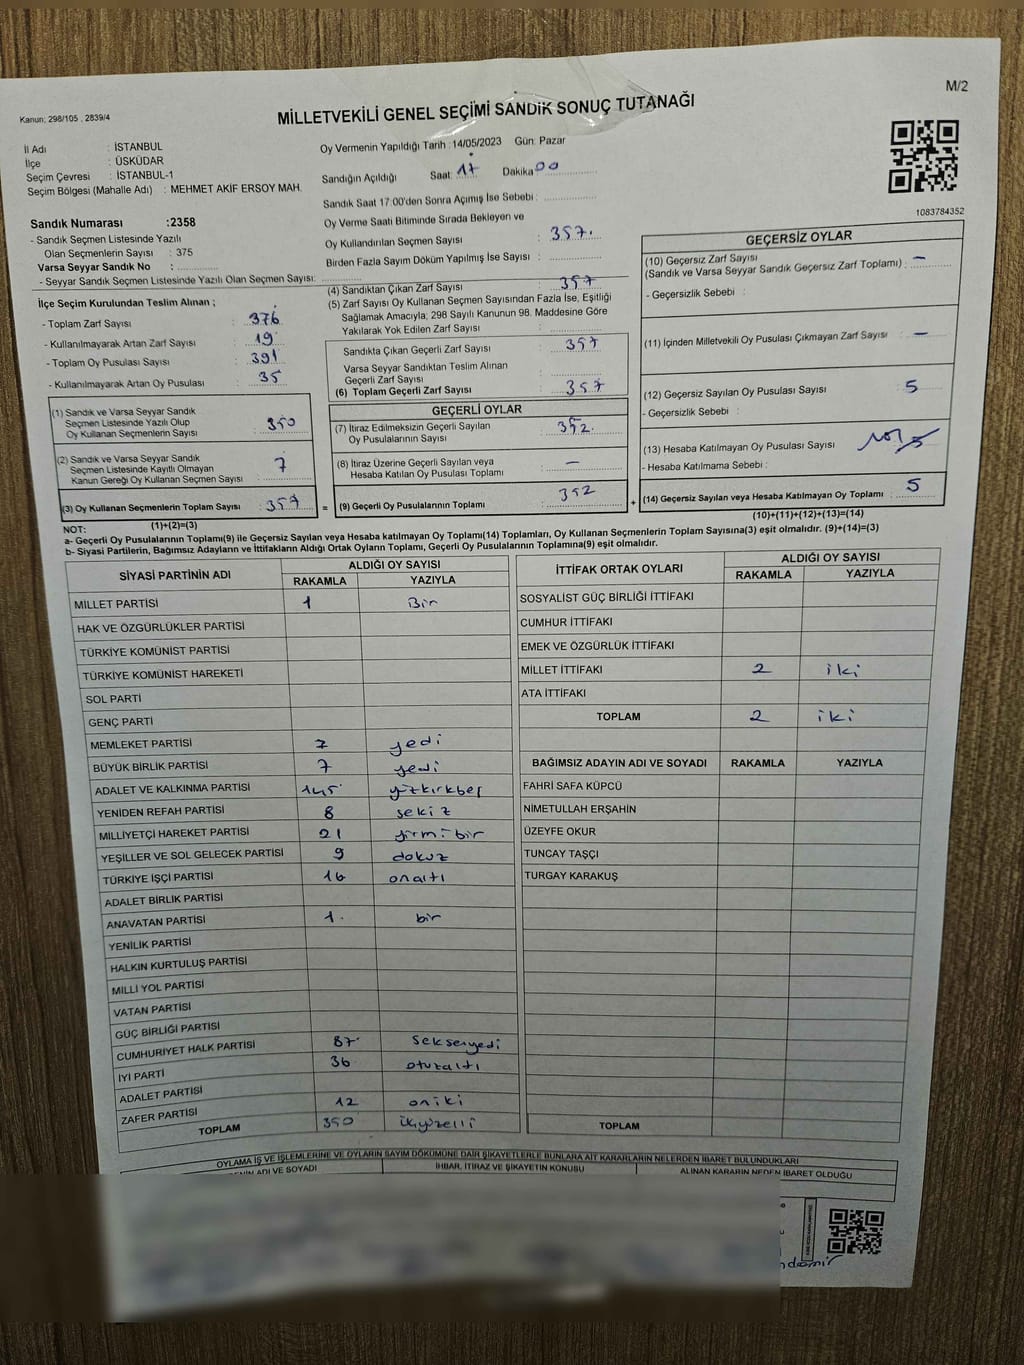 M/2
Kanun: 298/105 , 2839/4
MİLLETVEKİLİ GENEL SEÇİMİ SANDIK SONUÇ TUTANAĞI
İl Adı : İSTANBUL
İlçe : ÜSKÜDAR
Seçim Çevresi : İSTANBUL-1
Seçim Bölgesi (Mahalle Adı) : MEHMET AKİF ERSOY MAH.
Oy Vermenin Yapıldığı Tarih :14/05/2023 Gün: Pazar
Sandığın Açıldığı Saat: 17 Dakika: 00
Sandık Saat 17:00'den Sonra Açımış İse Sebebi :
1083784352
Sandık Numarası :2358
- Sandık Seçmen Listesinde Yazılı
Olan Seçmenlerin Sayısı : 375
Varsa Seyyar Sandık No :
- Seyyar Sandık Seçmen Listesinde Yazılı Olan Seçmen Sayısı:
Oy Verme Saati Bitiminde Sırada Bekleyen ve
Oy Kullandırılan Seçmen Sayısı : 357.
Birden Fazla Sayım Döküm Yapılmış İse Sayısı :
İlçe Seçim Kurulundan Teslim Alınan ;
- Toplam Zarf Sayısı : 376
- Kullanılmayarak Artan Zarf Sayısı : 19
- Toplam Oy Pusulası Sayısı : 391
- Kullanılmayarak Artan Oy Pusulası : 35
(4) Sandıktan Çıkan Zarf Sayısı : 357
(5) Zarf Sayısı Oy Kullanan Seçmen Sayısından Fazla İse, Eşitliği
Sağlamak Amacıyla; 298 Sayılı Kanunun 98. Maddesine Göre
Yakılarak Yok Edilen Zarf Sayısı :
Sandıkta Çıkan Geçerli Zarf Sayısı : 357
Varsa Seyyar Sandıktan Teslim Alınan
Geçerli Zarf Sayısı :
(6) Toplam Geçerli Zarf Sayısı : 357
GEÇERSİZ OYLAR
(10) Geçersiz Zarf Sayısı
(Sandık ve Varsa Seyyar Sandık Geçersiz Zarf Toplamı) : -
- Geçersizlik Sebebi :
(11) İçinden Milletvekili Oy Pusulası Çıkmayan Zarf Sayısı : -
(12) Geçersiz Sayılan Oy Pusulası Sayısı : 5
- Geçersizlik Sebebi :
(13) Hesaba Katılmayan Oy Pusulası Sayısı :
- Hesaba Katılmama Sebebi :
(14) Geçersiz Sayılan veya Hesaba Katılmayan Oy Toplamı : 5
(10)+(11)+(12)+(13)=(14)
(1) Sandık ve Varsa Seyyar Sandık
Seçmen Listesinde Yazılı Olup
Oy Kullanan Seçmenlerin Sayısı : 350
(2) Sandık ve Varsa Seyyar Sandık
Seçmen Listesinde Kayıtlı Olmayan
Kanun Gereği Oy Kullanan Seçmen Sayısı : 7
(3) Oy Kullanan Seçmenlerin Toplam Sayısı : 357 =
(1)+(2)=(3)
GEÇERLİ OYLAR
(7) İtiraz Edilmeksizin Geçerli Sayılan
Oy Pusulalarının Sayısı : 352.
(8) İtiraz Üzerine Geçerli Sayılan veya
Hesaba Katılan Oy Pusulası Toplamı : -
(9) Geçerli Oy Pusulalarının Toplamı : 352 +
NOT:
a- Geçerli Oy Pusulalarının Toplamı(9) ile Geçersiz Sayılan veya Hesaba Katılmayan Oy Toplamı(14) Toplamları, Oy Kullanan Seçmenlerin Toplam Sayısına(3) eşit olmalıdır. (9)+(14)=(3)
b- Siyasi Partilerin, Bağımsız Adayların ve İttifakların Aldığı Ortak Oyların Toplamı, Geçerli Oy Pusulalarının Toplamına(9) eşit olmalıdır.
SİYASİ PARTİNİN ADI ALDIĞI OY SAYISI
RAKAMLA YAZIYLA
MİLLET PARTİSİ 1 Bir
HAK VE ÖZGÜRLÜKLER PARTİSİ
TÜRKİYE KOMÜNİST PARTİSİ
TÜRKİYE KOMÜNİST HAREKETİ
SOL PARTİ
GENÇ PARTİ
MEMLEKET PARTİSİ 7 yedi
BÜYÜK BİRLİK PARTİSİ 7 yedi
ADALET VE KALKINMA PARTİSİ 145 yüzkırkbeş
YENİDEN REFAH PARTİSİ 8 sekiz
MİLLİYETÇİ HAREKET PARTİSİ 21 yirmibir
YEŞİLLER VE SOL GELECEK PARTİSİ 9 dokuz
TÜRKİYE İŞÇİ PARTİSİ 16 onaltı
ADALET BİRLİK PARTİSİ
ANAVATAN PARTİSİ 1. bir
YENİLİK PARTİSİ
HALKIN KURTULUŞ PARTİSİ
MİLLİ YOL PARTİSİ
VATAN PARTİSİ
GÜÇ BİRLİĞİ PARTİSİ
CUMHURİYET HALK PARTİSİ 87 seksenyedi
İYİ PARTİ 36 otuzaltı
ADALET PARTİSİ
ZAFER PARTİSİ 12 oniki
TOPLAM 350 ikiyüzelli
İTTİFAK ORTAK OYLARI ALDIĞI OY SAYISI
RAKAMLA YAZIYLA
SOSYALİST GÜÇ BİRLİĞİ İTTİFAKI
CUMHUR İTTİFAKI
EMEK VE ÖZGÜRLÜK İTTİFAKI
MİLLET İTTİFAKI 2 iki
ATA İTTİFAKI
TOPLAM 2 iki
BAĞIMSIZ ADAYIN ADI VE SOYADI RAKAMLA YAZIYLA
FAHRİ SAFA KÜPCÜ
NİMETULLAH ERŞAHİN
ÜZEYFE OKUR
TUNCAY TAŞÇI
TURGAY KARAKUŞ
TOPLAM
OYLAMA İŞ VE İŞLEMLERİNE VE OYLARIN SAYIM DÖKÜMÜNE DAİR ŞİKAYETLERLE BUNLARA AİT KARARLARIN NELERDEN İBARET BULUNDUKLARI
ADI VE SOYADI İHBAR, İTİRAZ VE ŞİKAYETİN KONUSU ALINAN KARARIN NEDEN İBARET OLDUĞU